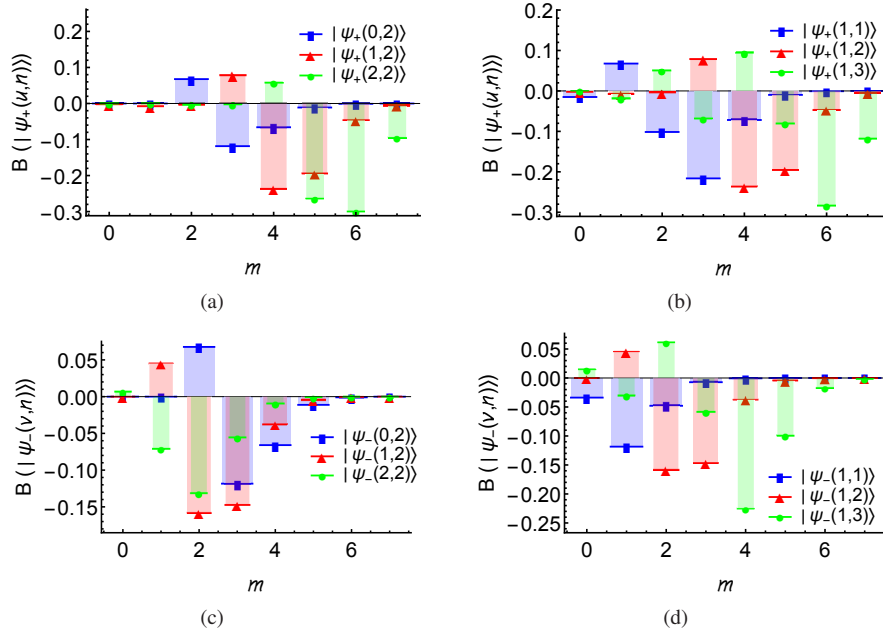 0.1
0.0
-0.1
-0.2
-0.3
B (|ψ₊(u,n)⟩)
|ψ₊(0,2)⟩
|ψ₊(1,2)⟩
|ψ₊(2,2)⟩
0 2 4 6
m
(a)
0.1
0.0
-0.1
-0.2
-0.3
B (|ψ₊(u,n)⟩)
|ψ₊(1,1)⟩
|ψ₊(1,2)⟩
|ψ₊(1,3)⟩
0 2 4 6
m
(b)
0.05
0.00
-0.05
-0.10
-0.15
B (|ψ₋(v,n)⟩)
|ψ₋(0,2)⟩
|ψ₋(1,2)⟩
|ψ₋(2,2)⟩
0 2 4 6
m
(c)
0.05
0.00
-0.05
-0.10
-0.15
-0.20
-0.25
B (|ψ₋(v,n)⟩)
|ψ₋(1,1)⟩
|ψ₋(1,2)⟩
|ψ₋(1,3)⟩
0 2 4 6
m
(d)